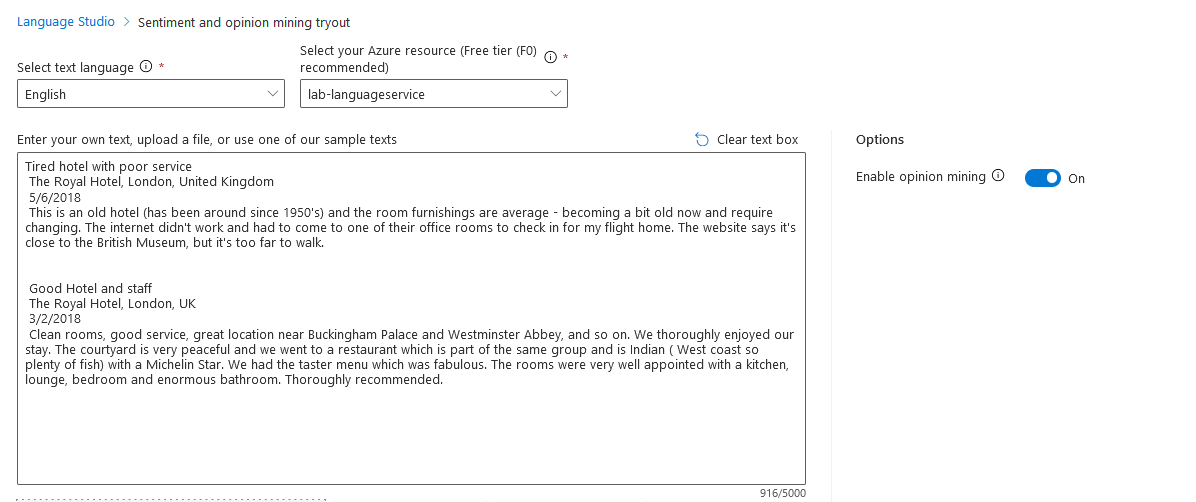 Language Studio > Sentiment and opinion mining tryout
Select your Azure resource (Free tier (F0)
recommended) *
Select text language *
English
lab-languageservice
Enter your own text, upload a file, or use one of our sample texts
Clear text box
Options
Enable opinion mining
On
Tired hotel with poor service
The Royal Hotel, London, United Kingdom
5/6/2018
This is an old hotel (has been around since 1950's) and the room furnishings are average - becoming a bit old now and require
changing. The internet didn't work and had to come to one of their office rooms to check in for my flight home. The website says it's
close to the British Museum, but it's too far to walk.
Good Hotel and staff
The Royal Hotel, London, UK
3/2/2018
Clean rooms, good service, great location near Buckingham Palace and Westminster Abbey, and so on. We thoroughly enjoyed our
stay. The courtyard is very peaceful and we went to a restaurant which is part of the same group and is Indian ( West coast so
plenty of fish) with a Michelin Star. We had the taster menu which was fabulous. The rooms were very well appointed with a kitchen,
lounge, bedroom and enormous bathroom. Thoroughly recommended.
916/5000